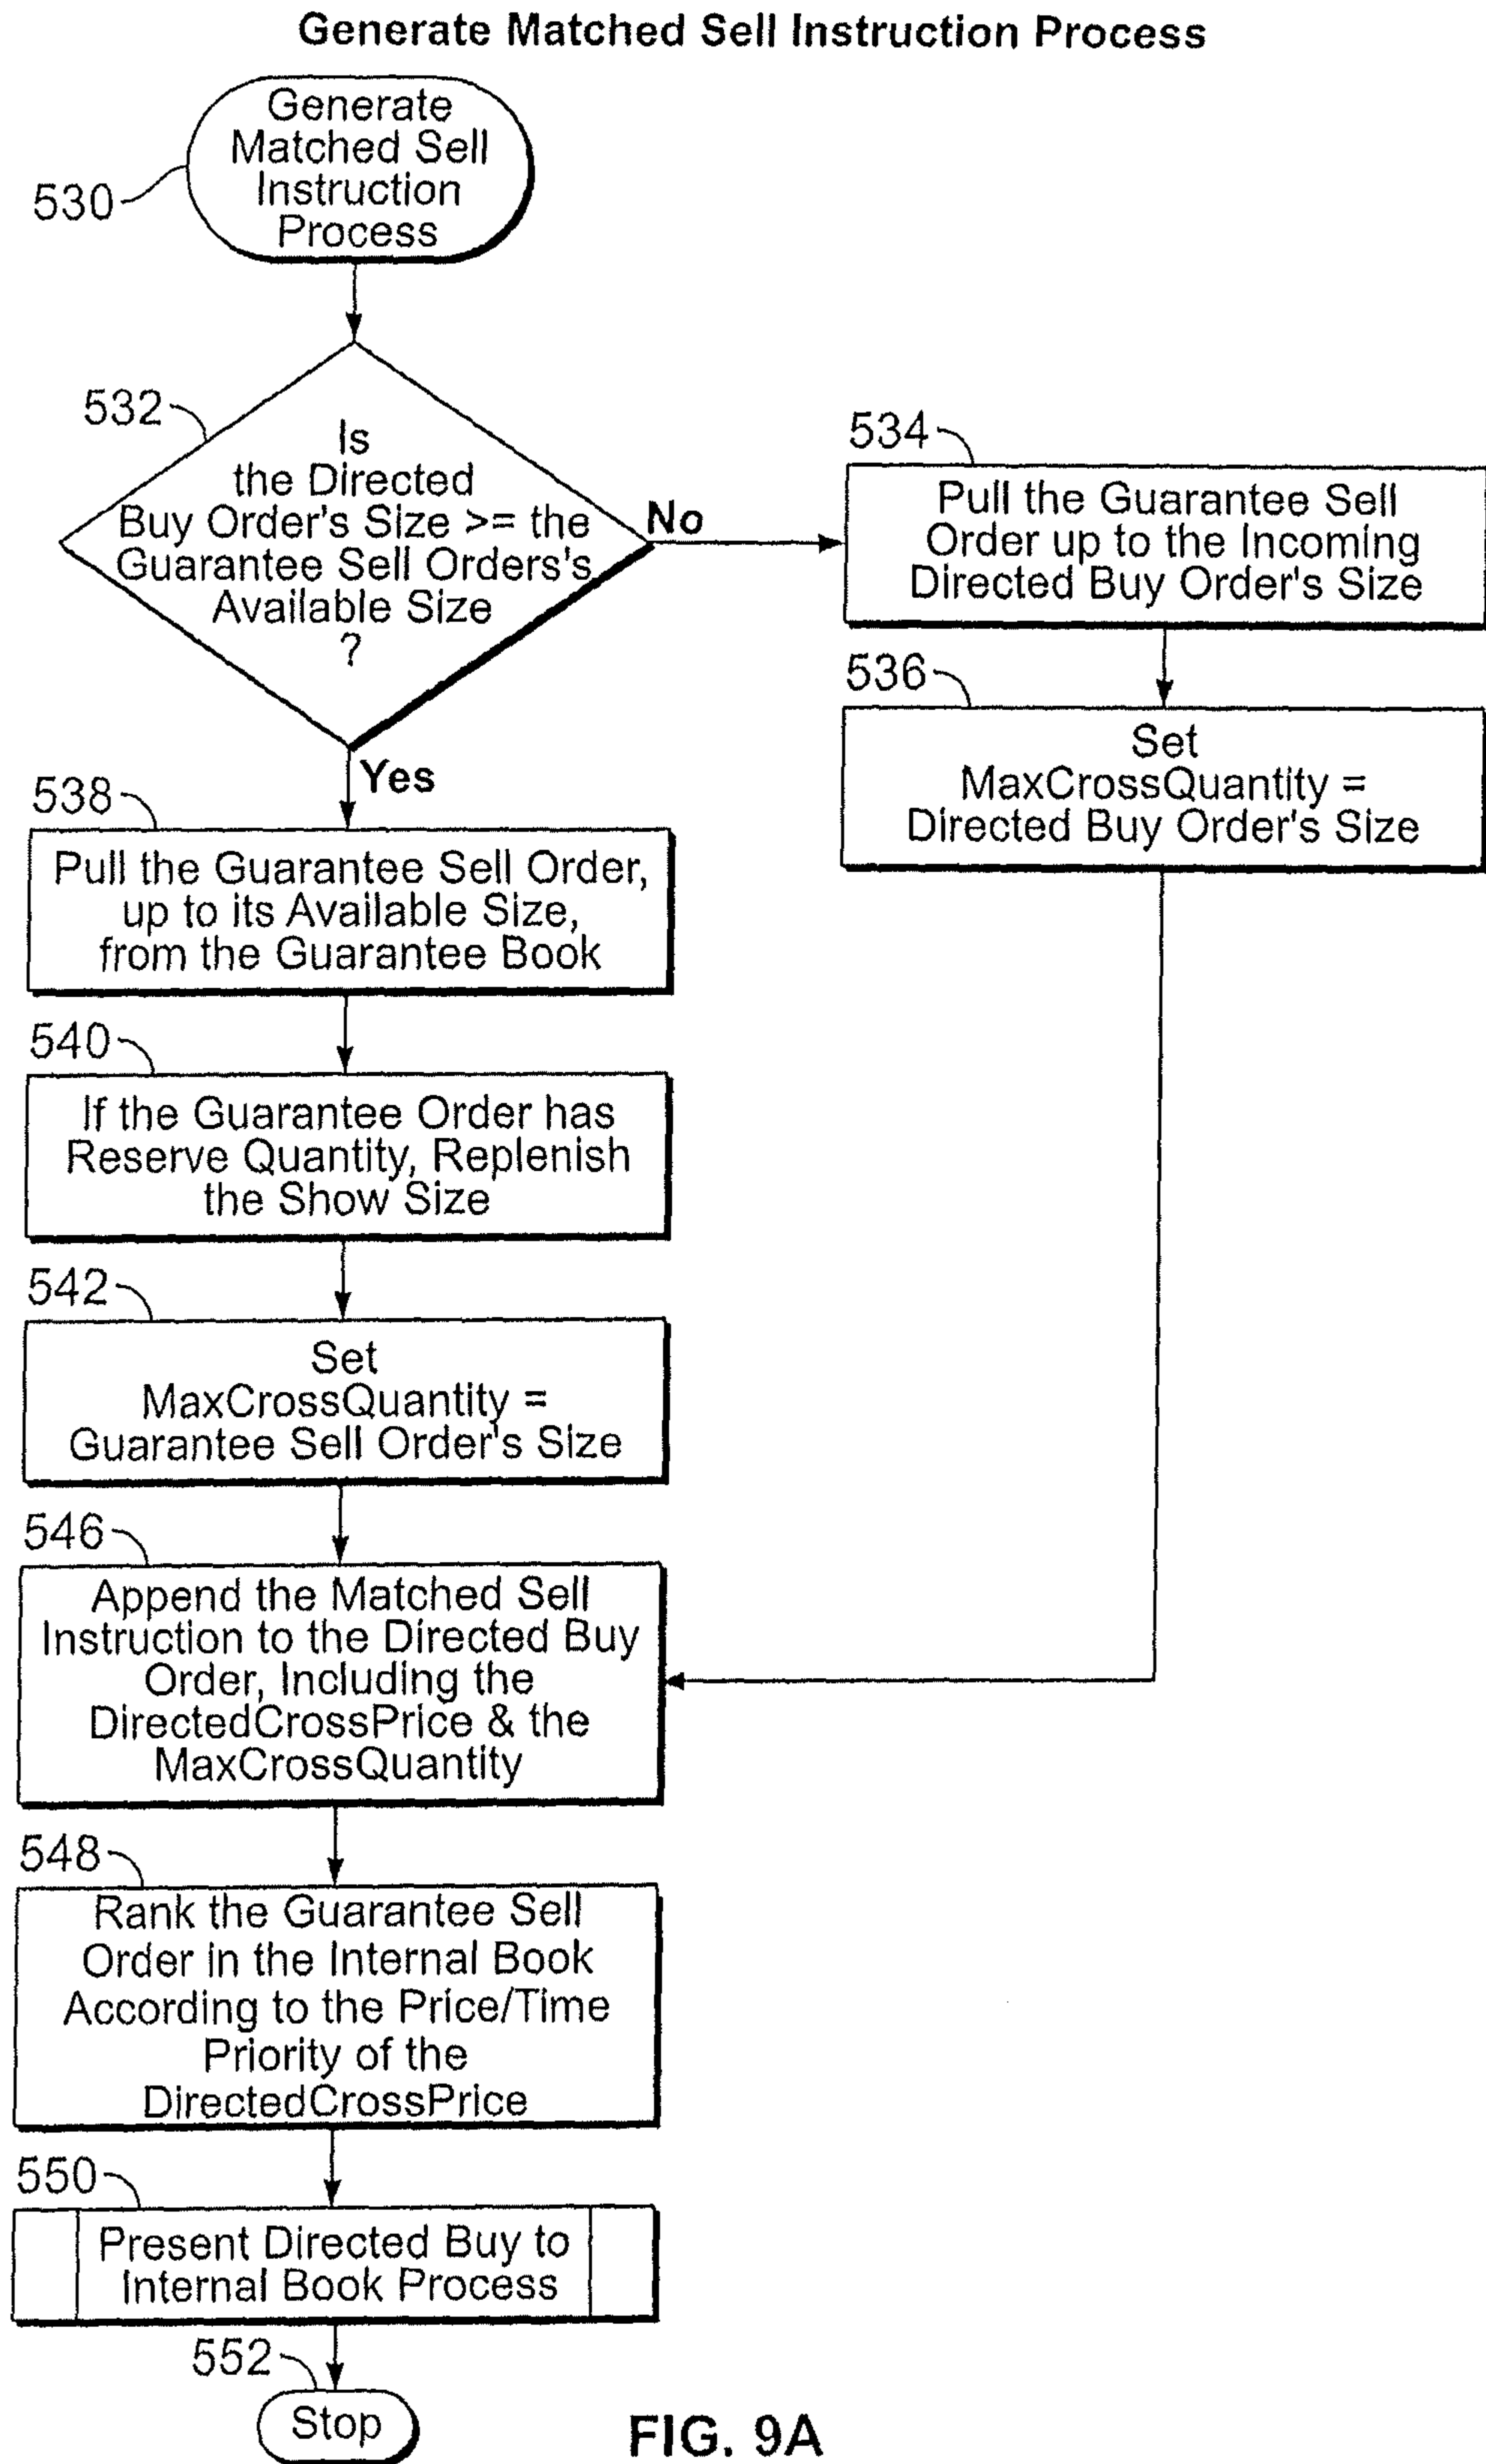 Generate Matched Sell Instruction Process
Generate
Matched Sell
Instruction
Process
530
532
Is
the Directed
Buy Order's Size >= the
Guarantee Sell Orders's
Available Size
?
No
Yes
534
Pull the Guarantee Sell
Order up to the Incoming
Directed Buy Order's Size
536
Set
MaxCrossQuantity =
Directed Buy Order's Size
538
Pull the Guarantee Sell Order,
up to its Available Size,
from the Guarantee Book
540
If the Guarantee Order has
Reserve Quantity, Replenish
the Show Size
542
Set
MaxCrossQuantity =
Guarantee Sell Order's Size
546
Append the Matched Sell
Instruction to the Directed Buy
Order, Including the
DirectedCrossPrice & the
MaxCrossQuantity
548
Rank the Guarantee Sell
Order in the Internal Book
According to the Price/Time
Priority of the
DirectedCrossPrice
550
Present Directed Buy to
Internal Book Process
552
Stop
FIG. 9A